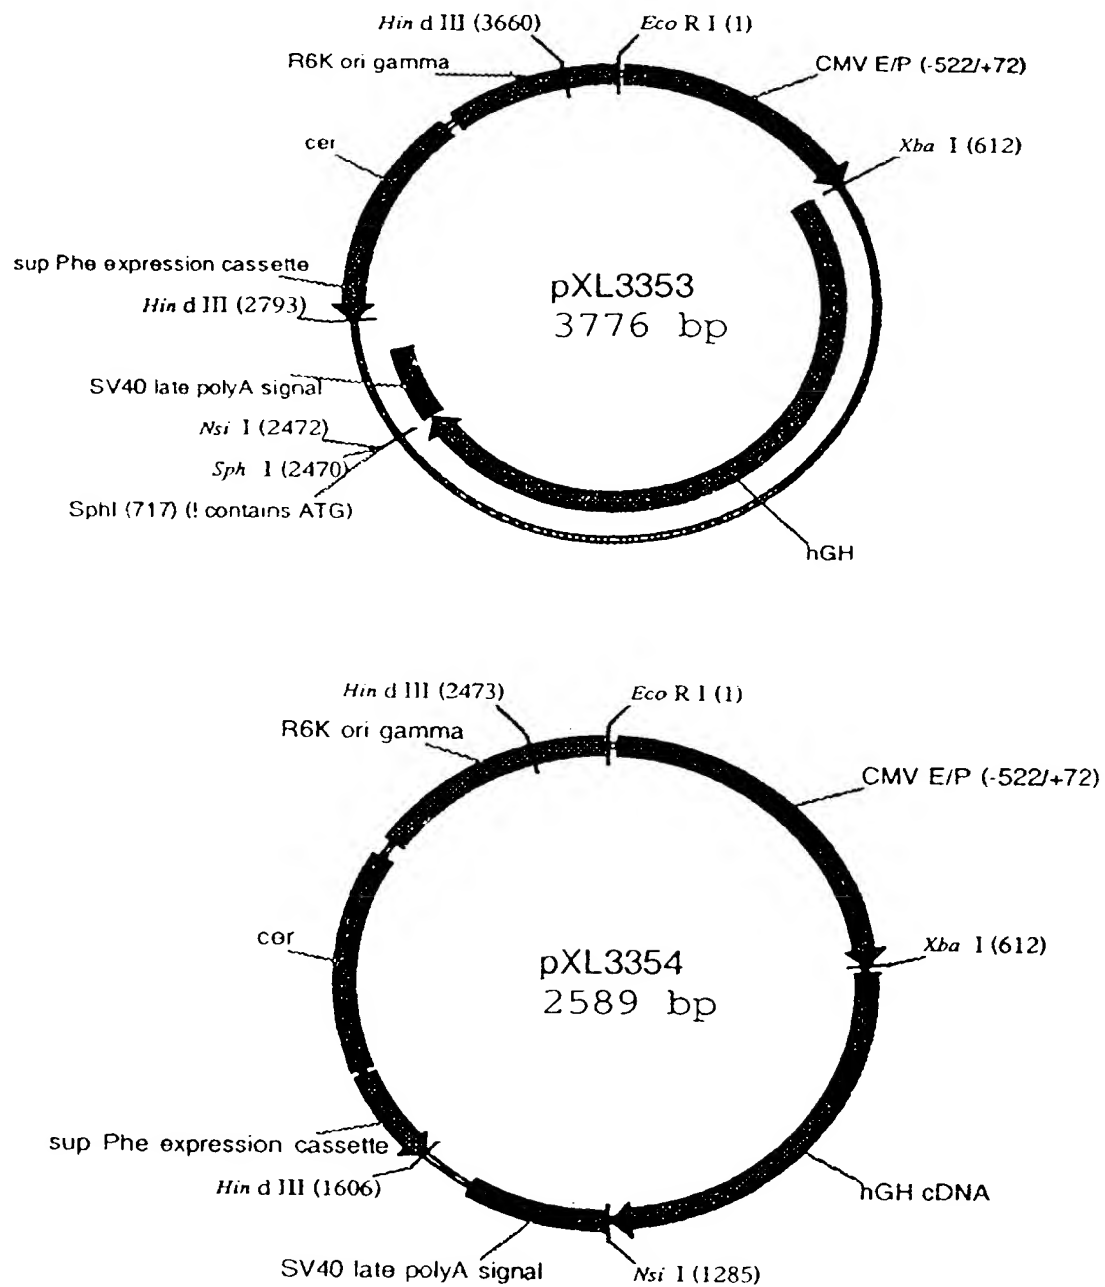 Hin d III (3660)
Eco R I (1)
R6K ori gamma
CMV E/P (-522/+72)
cer
Xba I (612)
sup Phe expression cassette
Hin d III (2793)
pXL3353
3776 bp
SV40 late polyA signal
Nsi I (2472)
Sph I (2470)
SphI (717) (! contains ATG)
hGH
Hin d III (2473)
Eco R I (1)
R6K ori gamma
CMV E/P (-522/+72)
cer
Xba I (612)
pXL3354
2589 bp
sup Phe expression cassette
Hin d III (1606)
hGH cDNA
SV40 late polyA signal
Nsi I (1285)